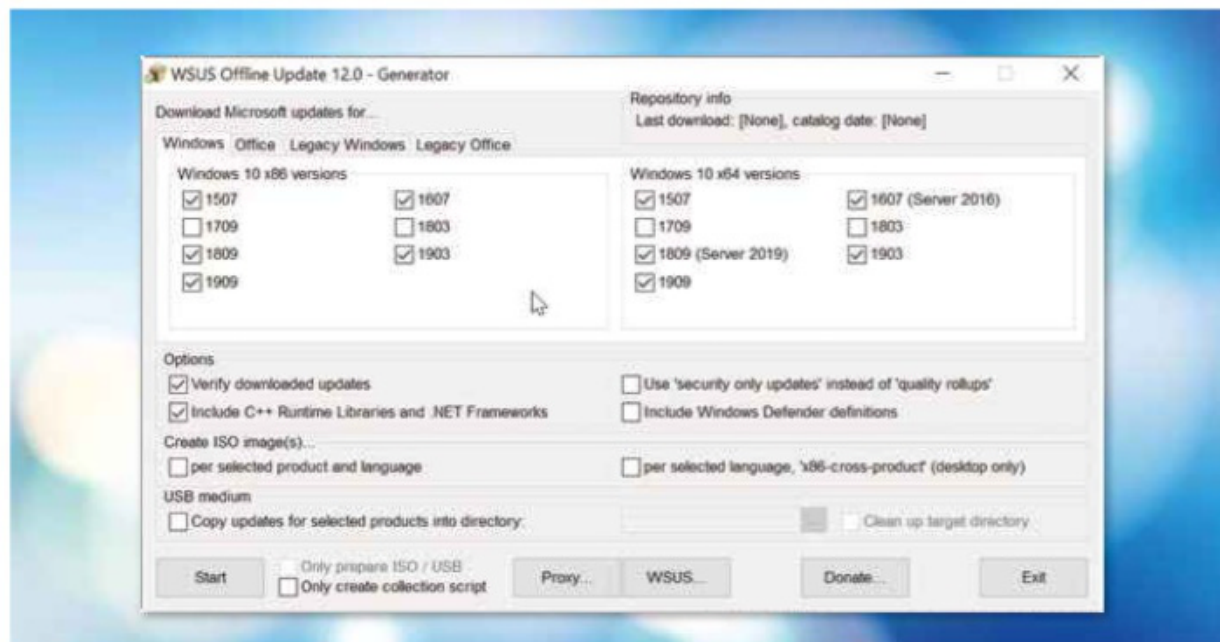 WSUS Offline Update 12.0 - Generator
Download Microsoft updates for...
Repository info
Last download: [None], catalog date: [None]
Windows Office Legacy Windows Legacy Office
Windows 10 x86 versions
1507 1607
1709 1803
1809 1903
1909
Windows 10 x64 versions
1507 1607 (Server 2016)
1709 1803
1809 (Server 2019) 1903
1909
Options
Verify downloaded updates Use 'security only updates' instead of 'quality rollups'
Include C++ Runtime Libraries and .NET Frameworks Include Windows Defender definitions
Create ISO image(s)...
per selected product and language per selected language, 'x86-cross-product' (desktop only)
USB medium
Copy updates for selected products into directory: ... Clean up target directory
Start Only prepare ISO / USB Proxy... WSUS... Donate... Exit
Only create collection script